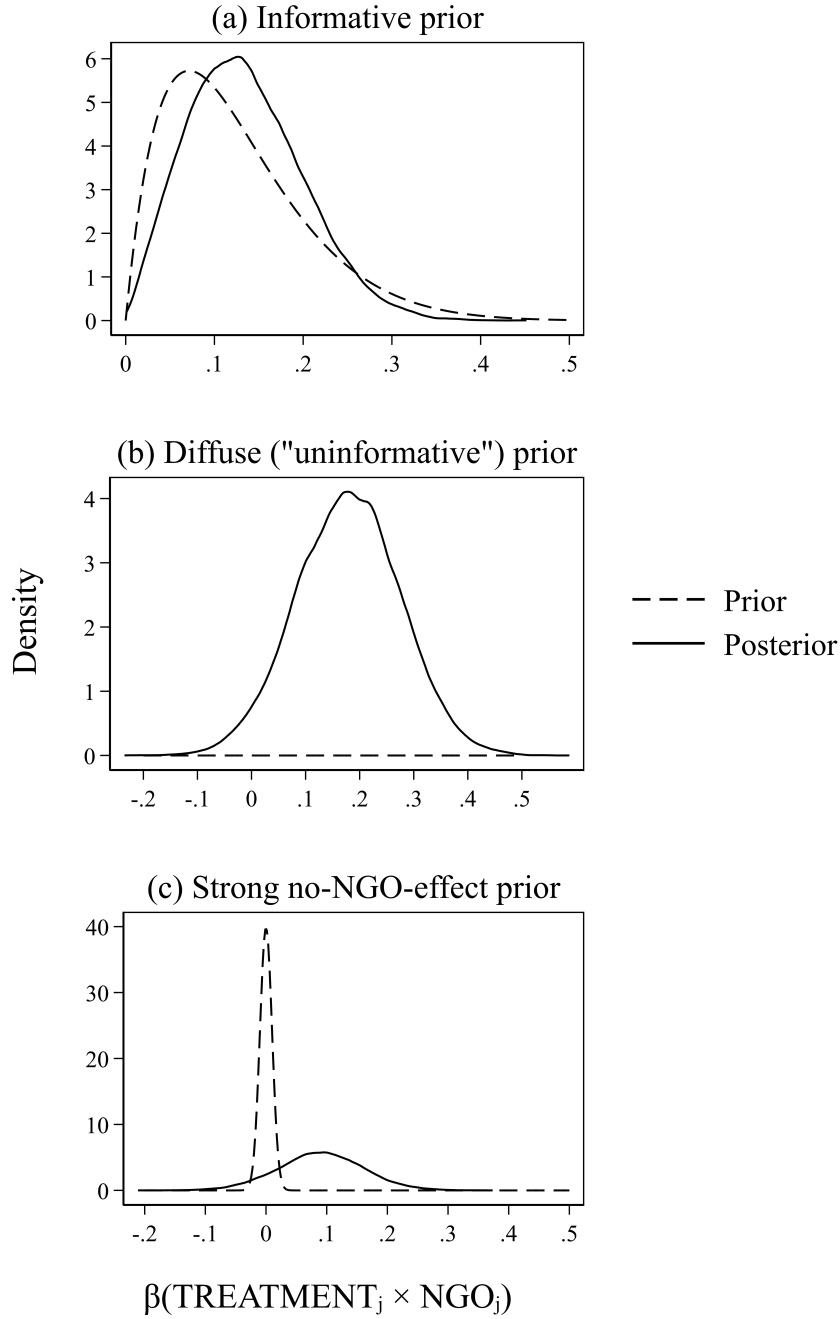 (a) Informative prior
6
5
4
3
2
1
0
0 .1 .2 .3 .4 .5
(b) Diffuse ("uninformative") prior
4
3
2
1
0
-.2 -.1 0 .1 .2 .3 .4 .5
Density
Prior
Posterior
(c) Strong no-NGO-effect prior
40
30
20
10
0
-.2 -.1 0 .1 .2 .3 .4 .5
β(TREATMENTⱼ × NGOⱼ)